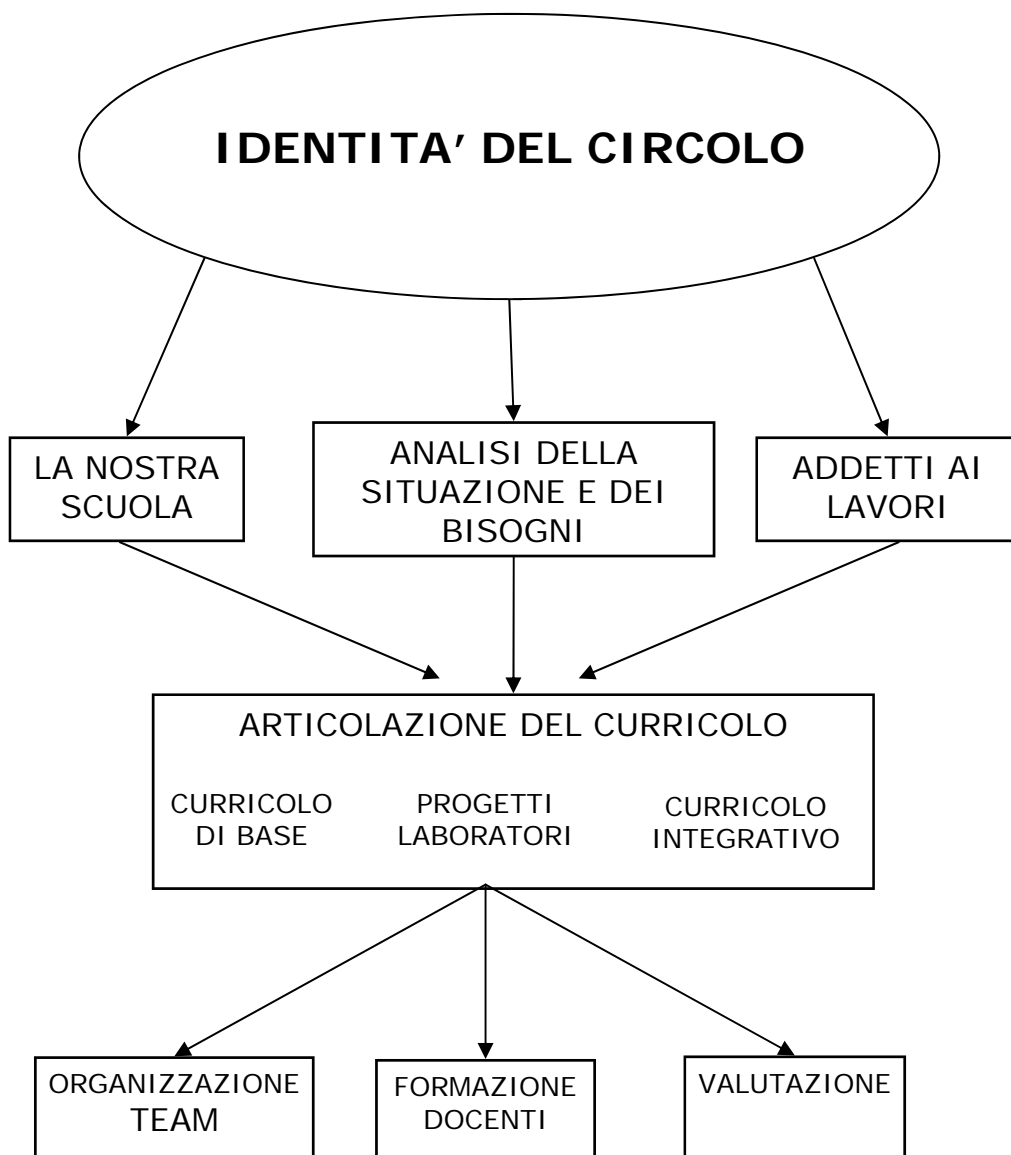 IDENTITA’ DEL CIRCOLO
LA NOSTRA
SCUOLA
ANALISI DELLA
SITUAZIONE E DEI
BISOGNI
ADDETTI AI
LAVORI
ARTICOLAZIONE DEL CURRICOLO
CURRICOLO
DI BASE
PROGETTI
LABORATORI
CURRICOLO
INTEGRATIVO
ORGANIZZAZIONE
TEAM
FORMAZIONE
DOCENTI
VALUTAZIONE